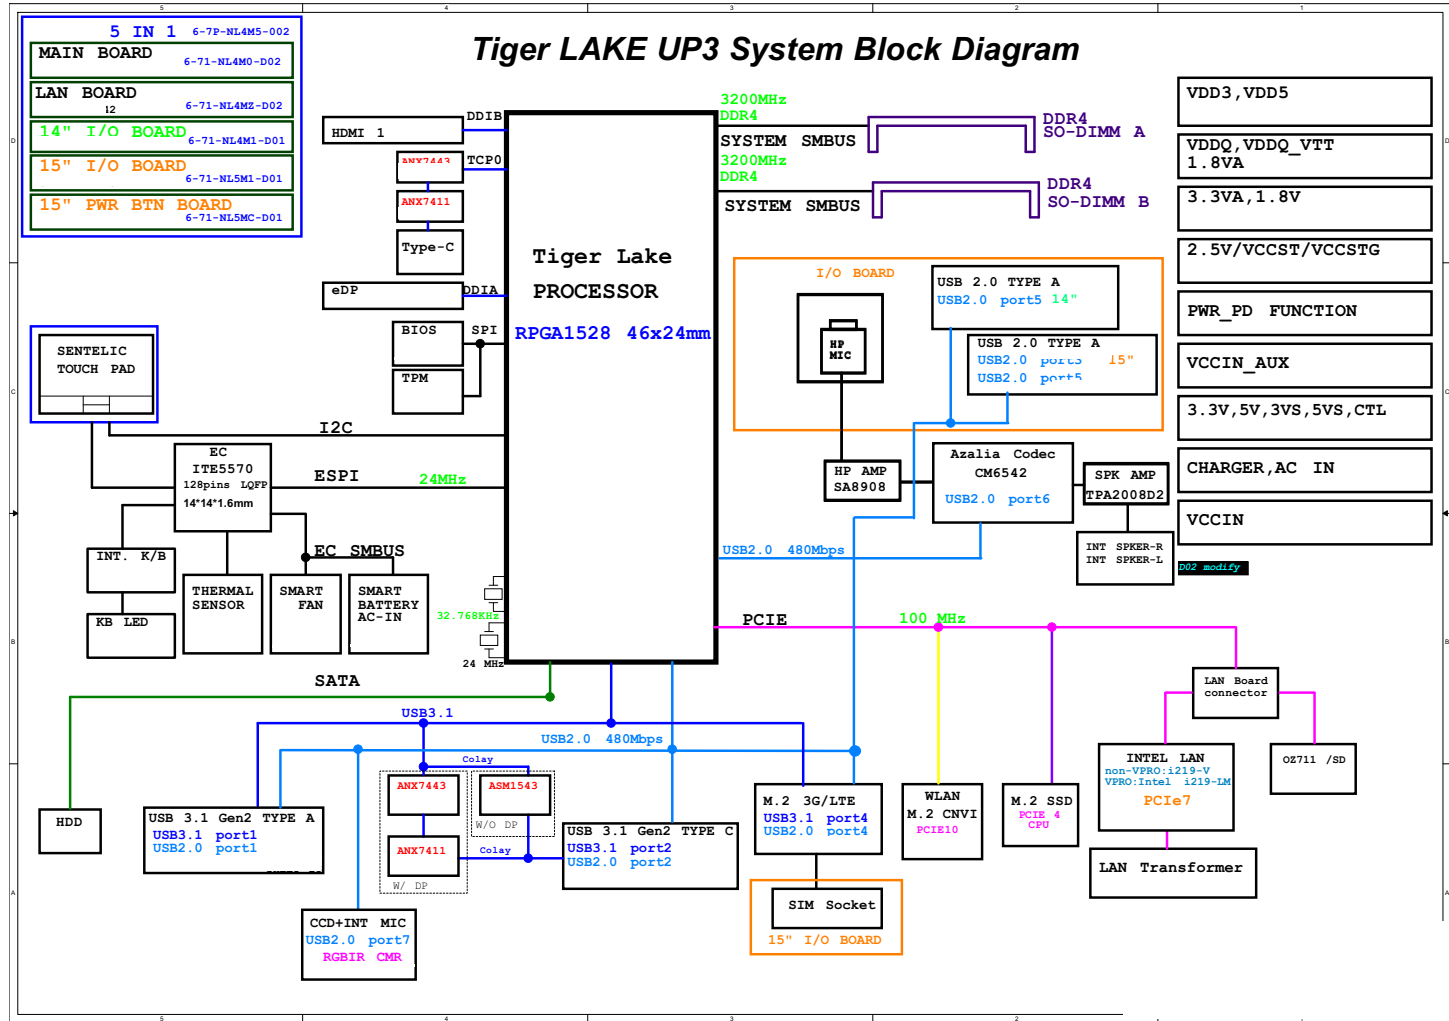 Tiger LAKE UP3 System Block Diagram
5 IN 1 6-7P-NL4M5-002
MAIN BOARD
6-71-NL4M0-D02
LAN BOARD
12
6-71-NL4MZ-D02
14" I/O BOARD
6-71-NL4M1-D01
15" I/O BOARD
6-71-NL5M1-D01
15" PWR BTN BOARD
6-71-NL5MC-D01
HDMI 1
DDIB
ANX7443
TCP0
ANX7411
Type-C
eDP
DDIA
BIOS
SPI
TPM
Tiger Lake
PROCESSOR
RPGA1528 46x24mm
3200MHz
DDR4
SYSTEM SMBUS
DDR4
SO-DIMM A
3200MHz
DDR4
SYSTEM SMBUS
DDR4
SO-DIMM B
VDD3,VDD5
VDDQ,VDDQ_VTT
1.8VA
3.3VA,1.8V
2.5V/VCCST/VCCSTG
PWR_PD FUNCTION
VCCIN_AUX
3.3V,5V,3VS,5VS,CTL
CHARGER,AC IN
VCCIN
D02 modify
I/O BOARD
HP
MIC
USB 2.0 TYPE A
USB2.0 port5 14"
USB 2.0 TYPE A
USB2.0 port3 15"
USB2.0 port5
SENTELIC
TOUCH PAD
I2C
EC
ITE5570
128pins LQFP
14*14*1.6mm
ESPI
24MHz
INT. K/B
KB LED
EC SMBUS
THERMAL
SENSOR
SMART
FAN
SMART
BATTERY
AC-IN
32.768KHz
24 MHz
HP AMP
SA8908
Azalia Codec
CM6542
USB2.0 port6
SPK AMP
TPA2008D2
INT SPKER-R
INT SPKER-L
USB2.0 480Mbps
PCIE
100 MHz
SATA
USB3.1
USB2.0 480Mbps
Colay
HDD
USB 3.1 Gen2 TYPE A
USB3.1 port1
USB2.0 port1
ANX7443
ANX7411
W/ DP
ASM1543
W/O DP
Colay
USB 3.1 Gen2 TYPE C
USB3.1 port2
USB2.0 port2
CCD+INT MIC
USB2.0 port7
RGBIR CMR
M.2 3G/LTE
USB3.1 port4
USB2.0 port4
SIM Socket
15" I/O BOARD
WLAN
M.2 CNVI
PCIE10
M.2 SSD
PCIE 4
CPU
LAN Board
connector
INTEL LAN
non-VPRO:i219-V
VPRO:Intel i219-LM
PCIe7
LAN Transformer
OZ711 /SD